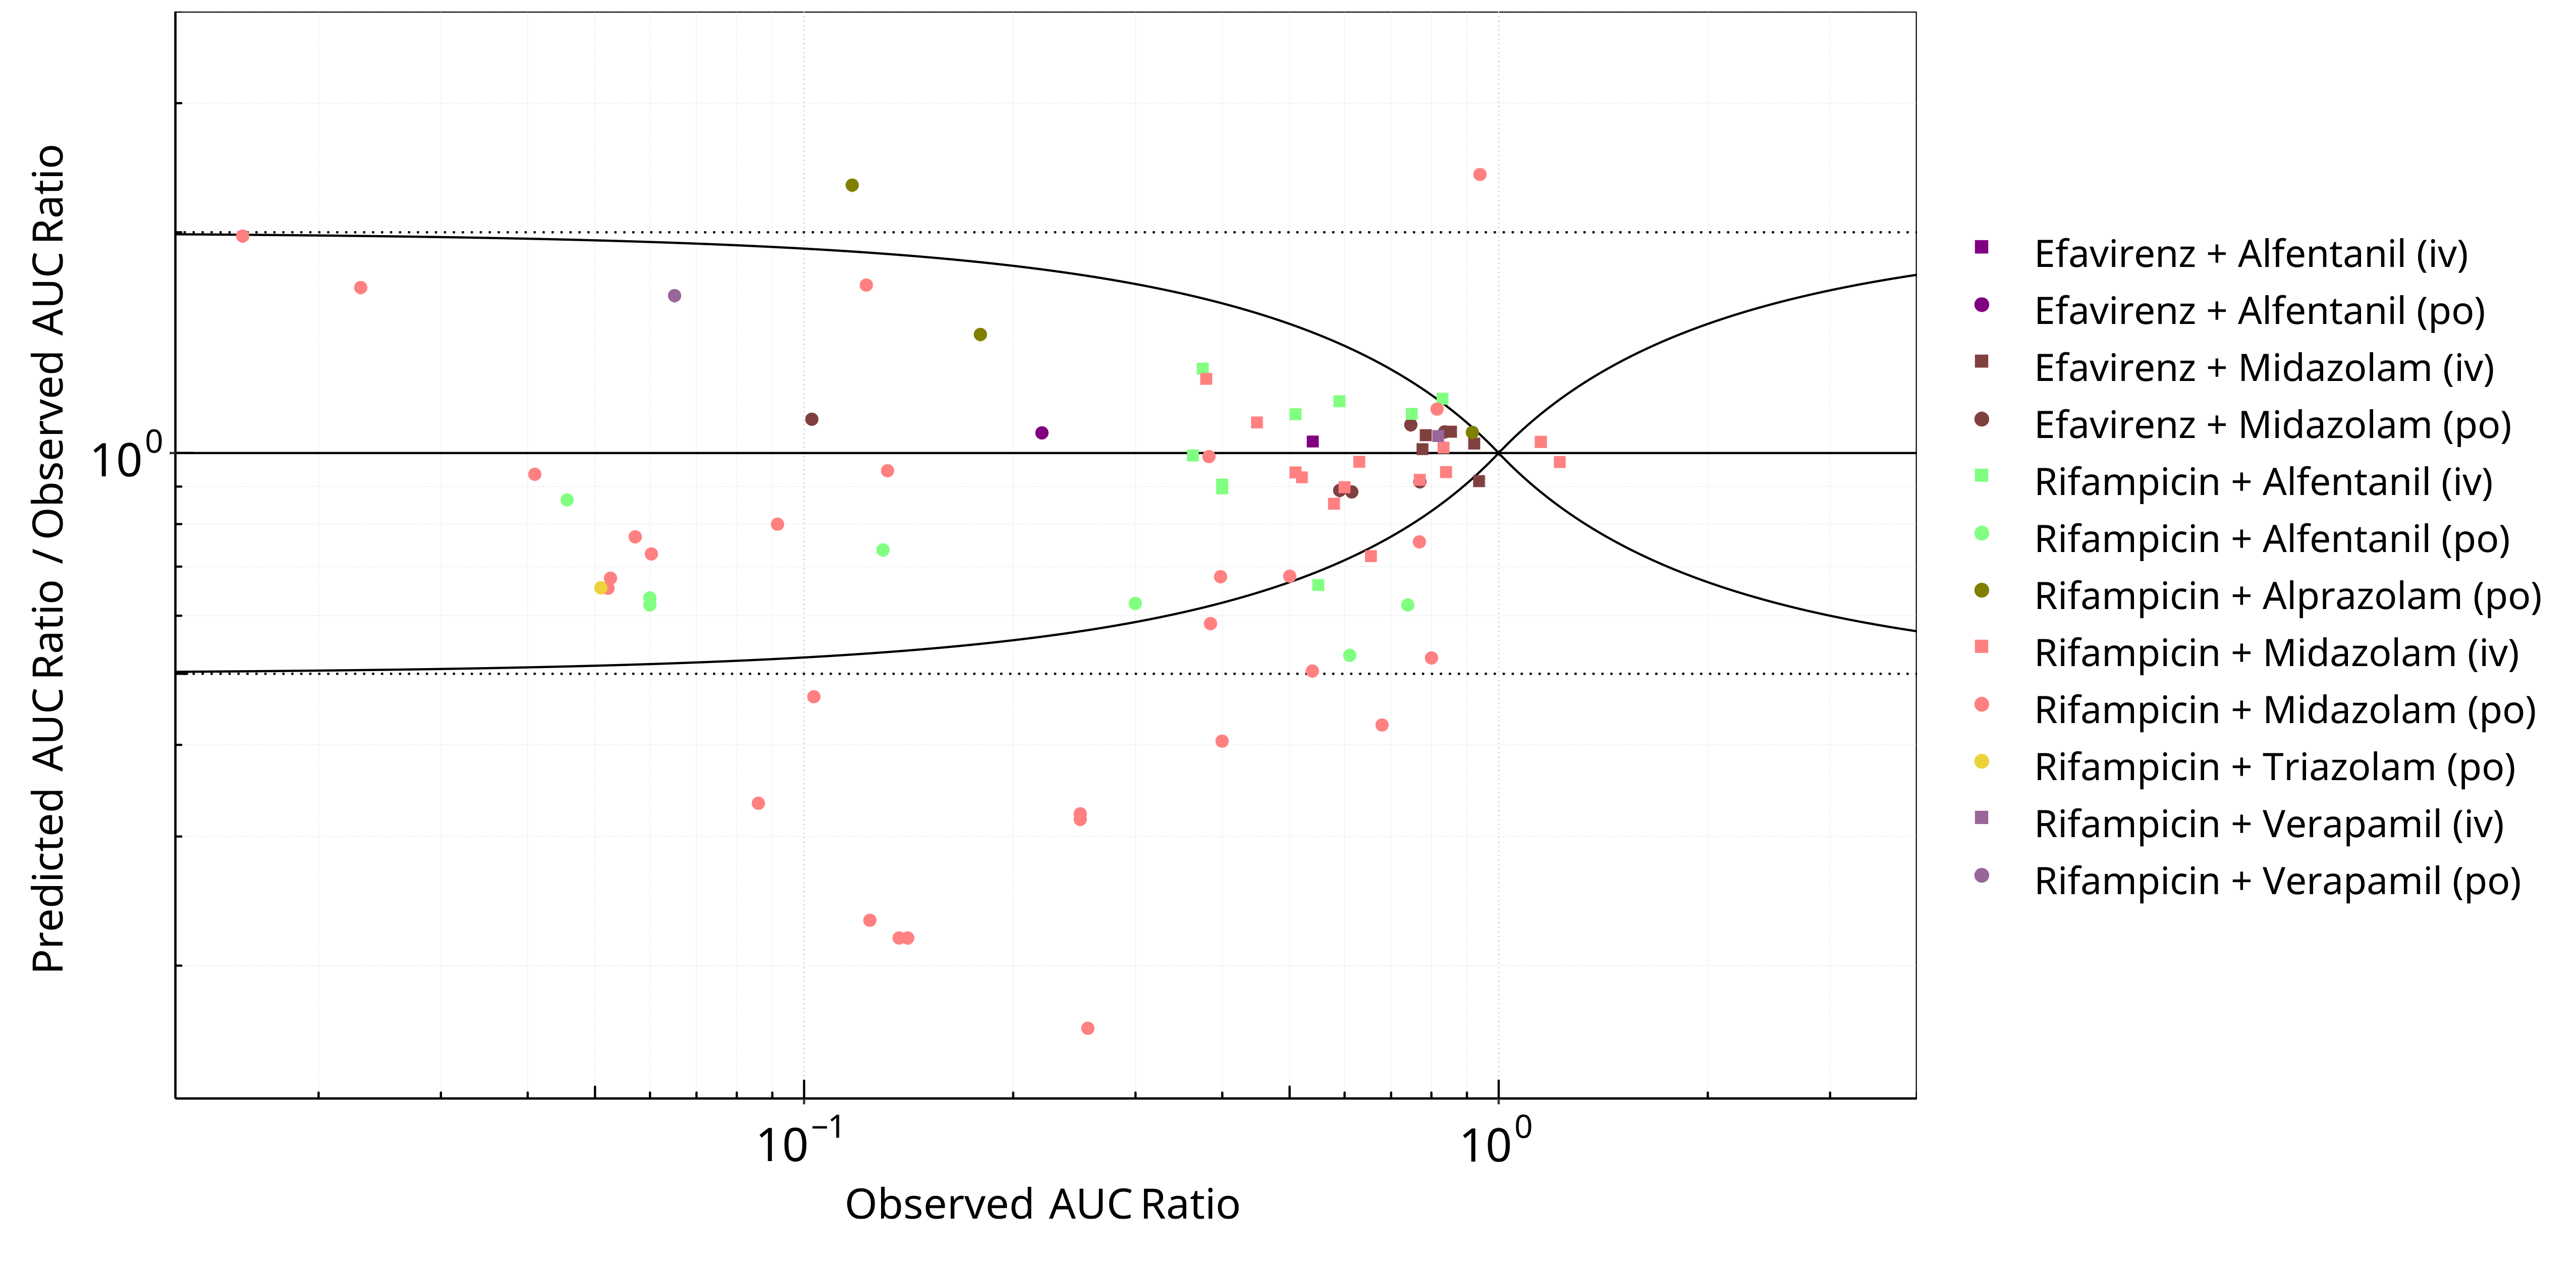 Predicted AUC Ratio / Observed AUC Ratio
10⁰
10⁻¹
10⁰
Observed AUC Ratio
Efavirenz + Alfentanil (iv)
Efavirenz + Alfentanil (po)
Efavirenz + Midazolam (iv)
Efavirenz + Midazolam (po)
Rifampicin + Alfentanil (iv)
Rifampicin + Alfentanil (po)
Rifampicin + Alprazolam (po)
Rifampicin + Midazolam (iv)
Rifampicin + Midazolam (po)
Rifampicin + Triazolam (po)
Rifampicin + Verapamil (iv)
Rifampicin + Verapamil (po)